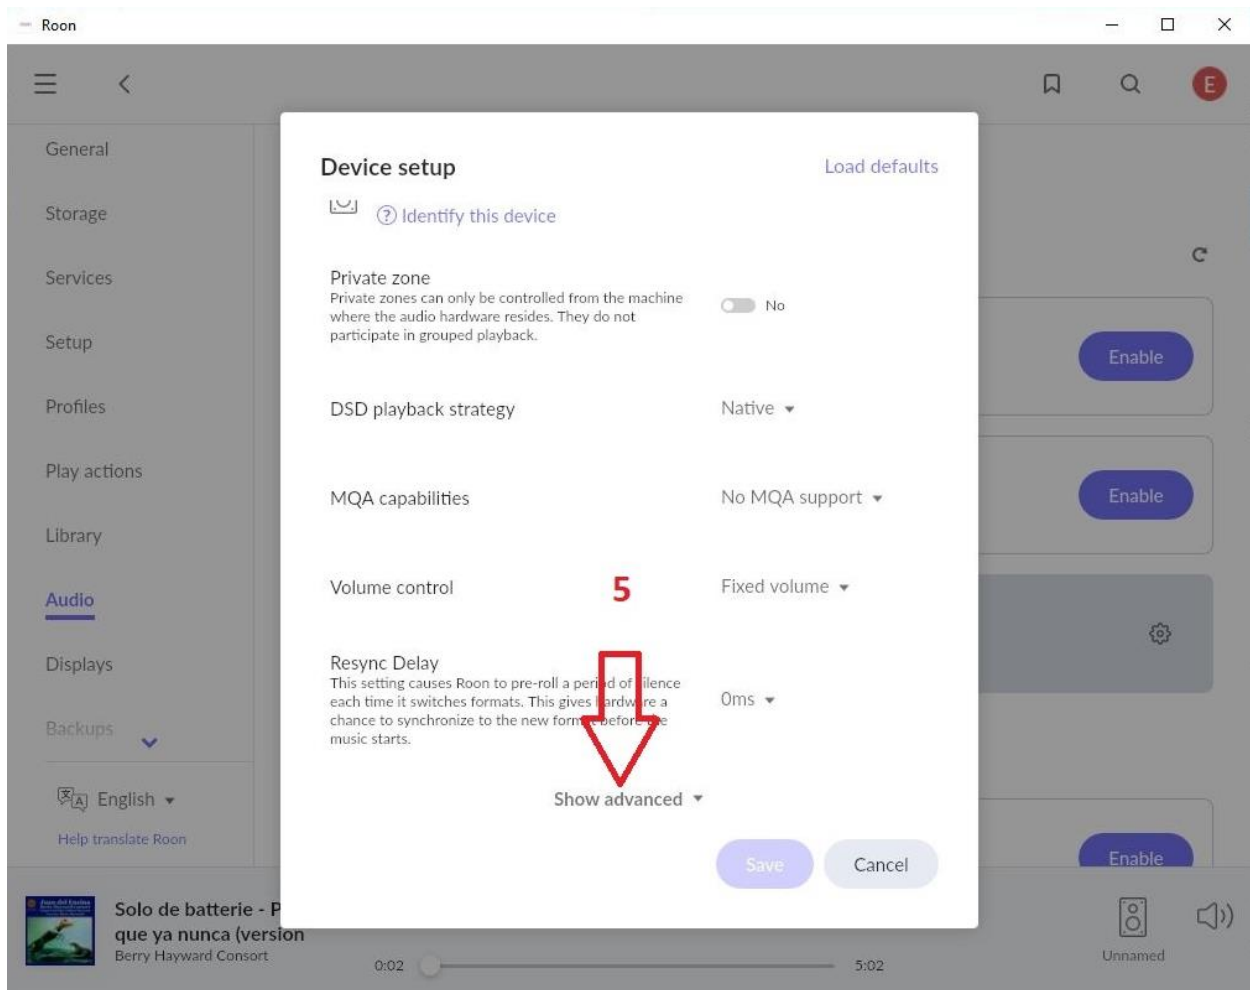 Roon
E
General
Storage
Services
Setup
Profiles
Play actions
Library
Audio
Displays
Backups
English
Help translate Roon
Device setup
Load defaults
? Identify this device
Private zone
Private zones can only be controlled from the machine
where the audio hardware resides. They do not
participate in grouped playback.
No
DSD playback strategy
Native
MQA capabilities
No MQA support
Volume control
5
Fixed volume
Resync Delay
This setting causes Roon to pre-roll a period of silence
each time it switches formats. This gives hardware a
chance to synchronize to the new format before the
music starts.
0ms
Show advanced
Save
Cancel
Enable
Enable
Enable
Solo de batterie - P
que ya nunca (version
Berry Hayward Consort
0:02
5:02
Unnamed